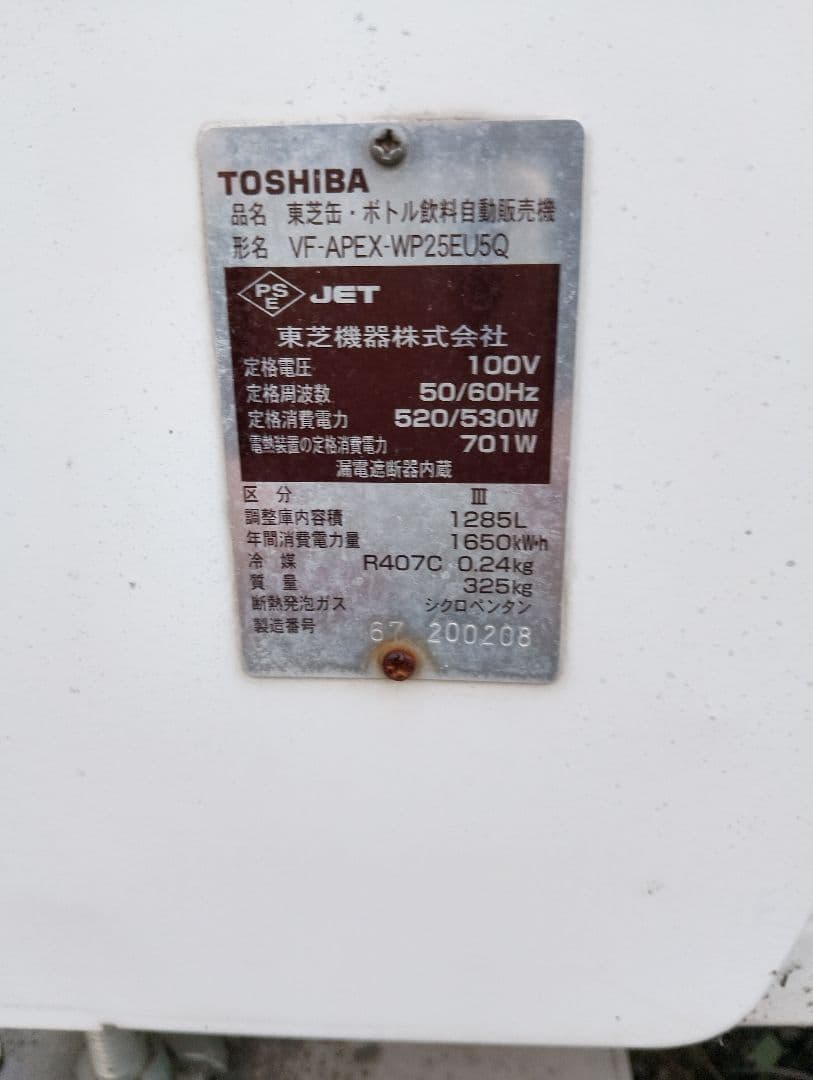 TOSHIBA
品名 東芝缶・ボトル飲料自動販売機
形名 VF-APEX-WP25EU5Q
PS E JET
東芝機器株式会社
定格電圧 100V
定格周波数 50/60Hz
定格消費電力 520/530W
電熱装置の定格消費電力 701W
漏電遮断器内蔵
区分 III
調整庫内容積 1285L
年間消費電力量 1650kW・h
冷媒 R407C 0.24kg
質量 325kg
断熱発泡ガス シクロペンタン
製造番号 67 200208